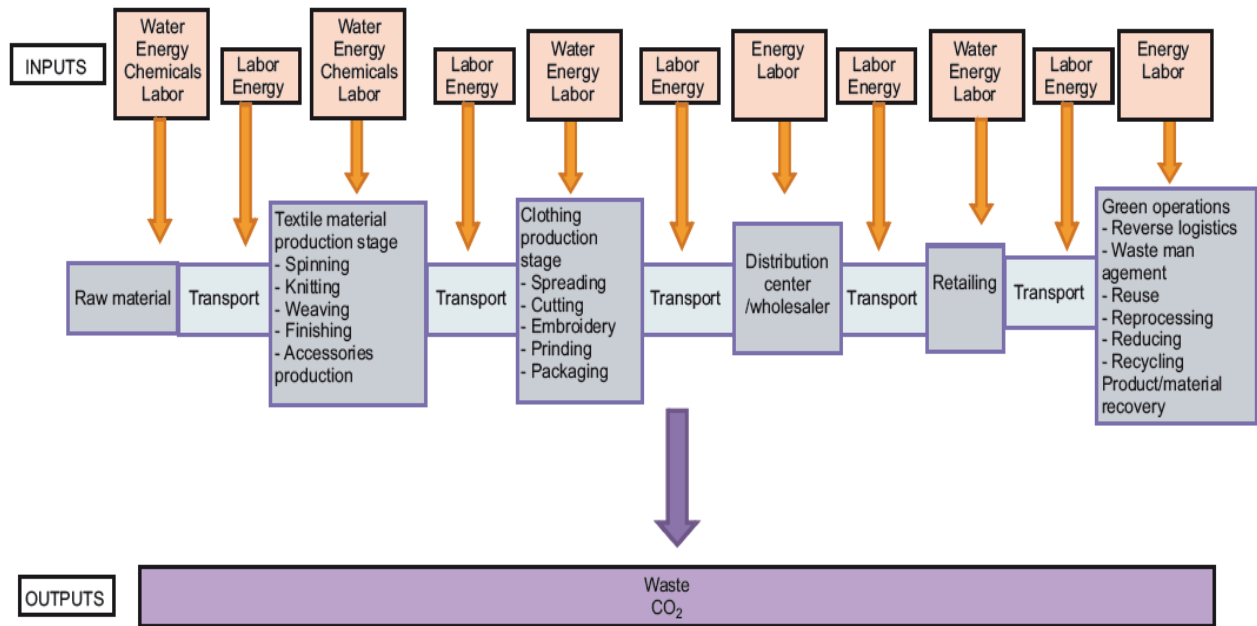 INPUTS
Water
Energy
Chemicals
Labor
Labor
Energy
Water
Energy
Chemicals
Labor
Labor
Energy
Water
Energy
Labor
Labor
Energy
Energy
Labor
Labor
Energy
Water
Energy
Labor
Labor
Energy
Energy
Labor
Raw material
Transport
Textile material
production stage
- Spinning
- Knitting
- Weaving
- Finishing
- Accessories
production
Transport
Clothing
production
stage
- Spreading
- Cutting
- Embroidery
- Prinding
- Packaging
Transport
Distribution
center
/wholesaler
Transport
Retailing
Transport
Green operations
- Reverse logistics
- Waste man
agement
- Reuse
- Reprocessing
- Reducing
- Recycling
Product/material
recovery
OUTPUTS
Waste
CO₂